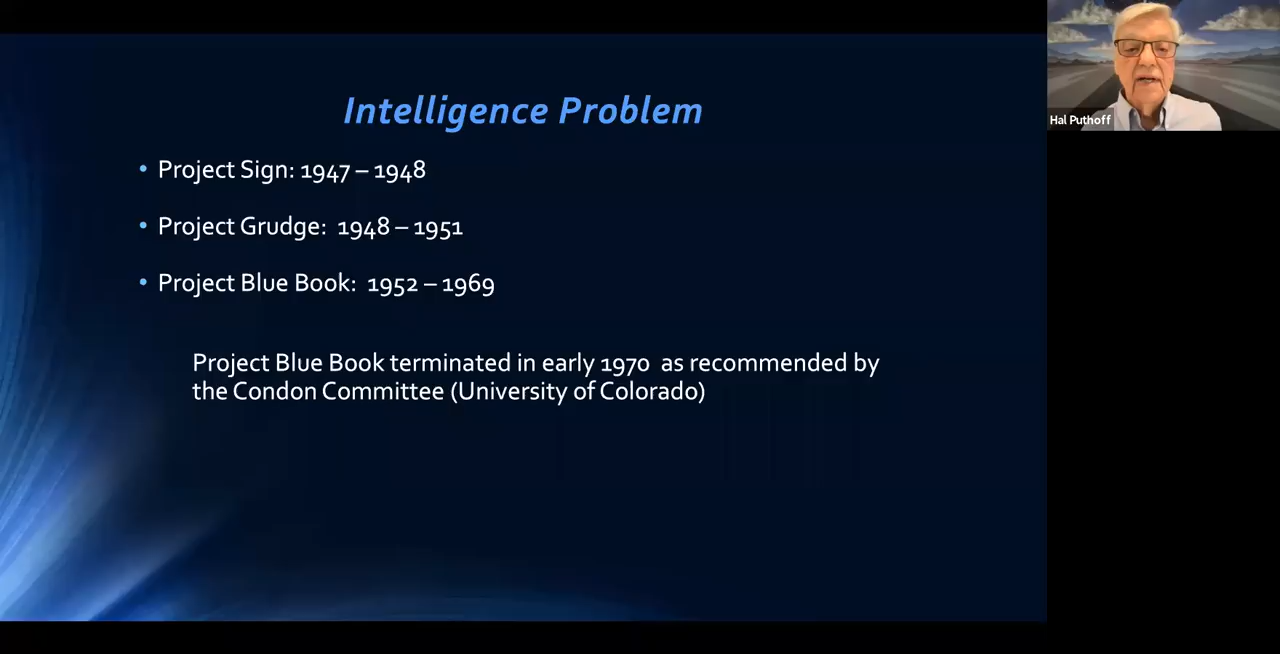 Intelligence Problem
• Project Sign: 1947 – 1948
• Project Grudge: 1948 – 1951
• Project Blue Book: 1952 – 1969
Project Blue Book terminated in early 1970 as recommended by
the Condon Committee (University of Colorado)
Hal Puthoff